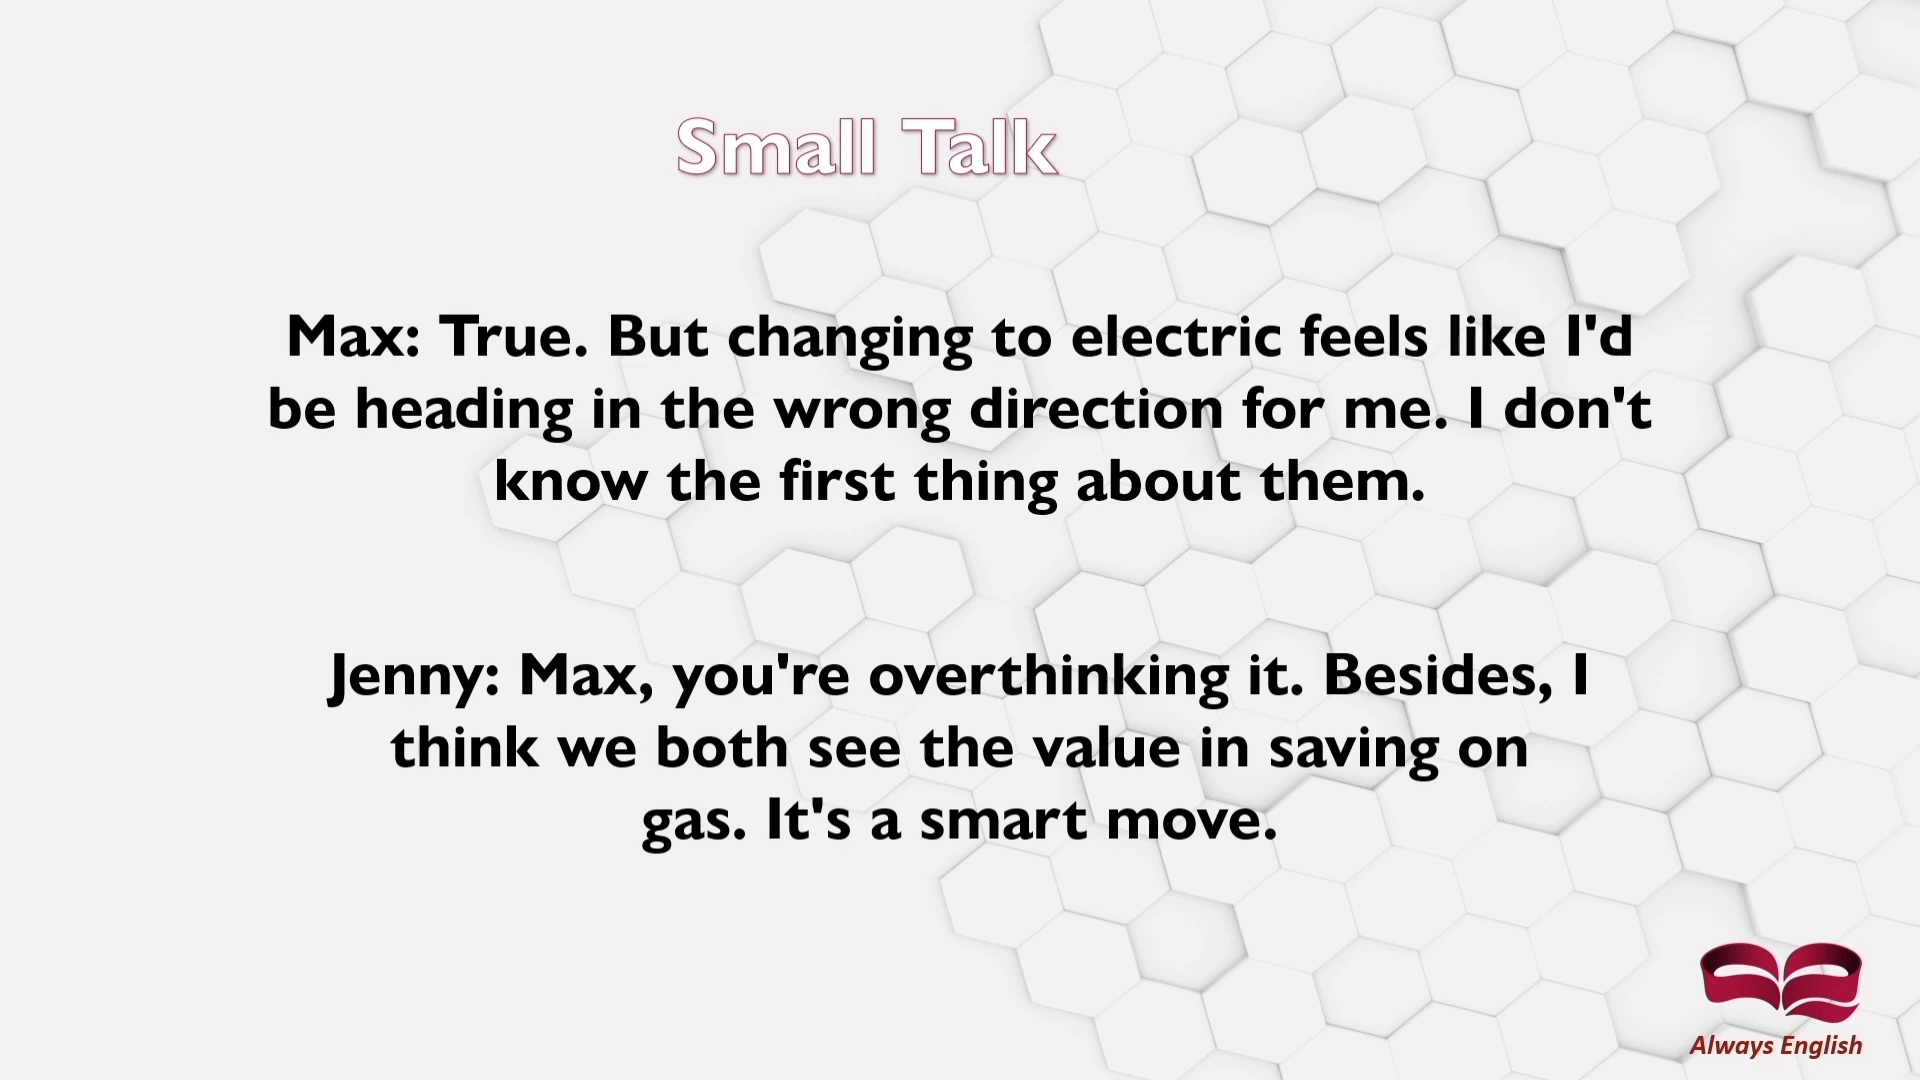 Small Talk
Max: True. But changing to electric feels like I'd
be heading in the wrong direction for me. I don't
know the first thing about them.
Jenny: Max, you're overthinking it. Besides, I
think we both see the value in saving on
gas. It's a smart move.
Always English